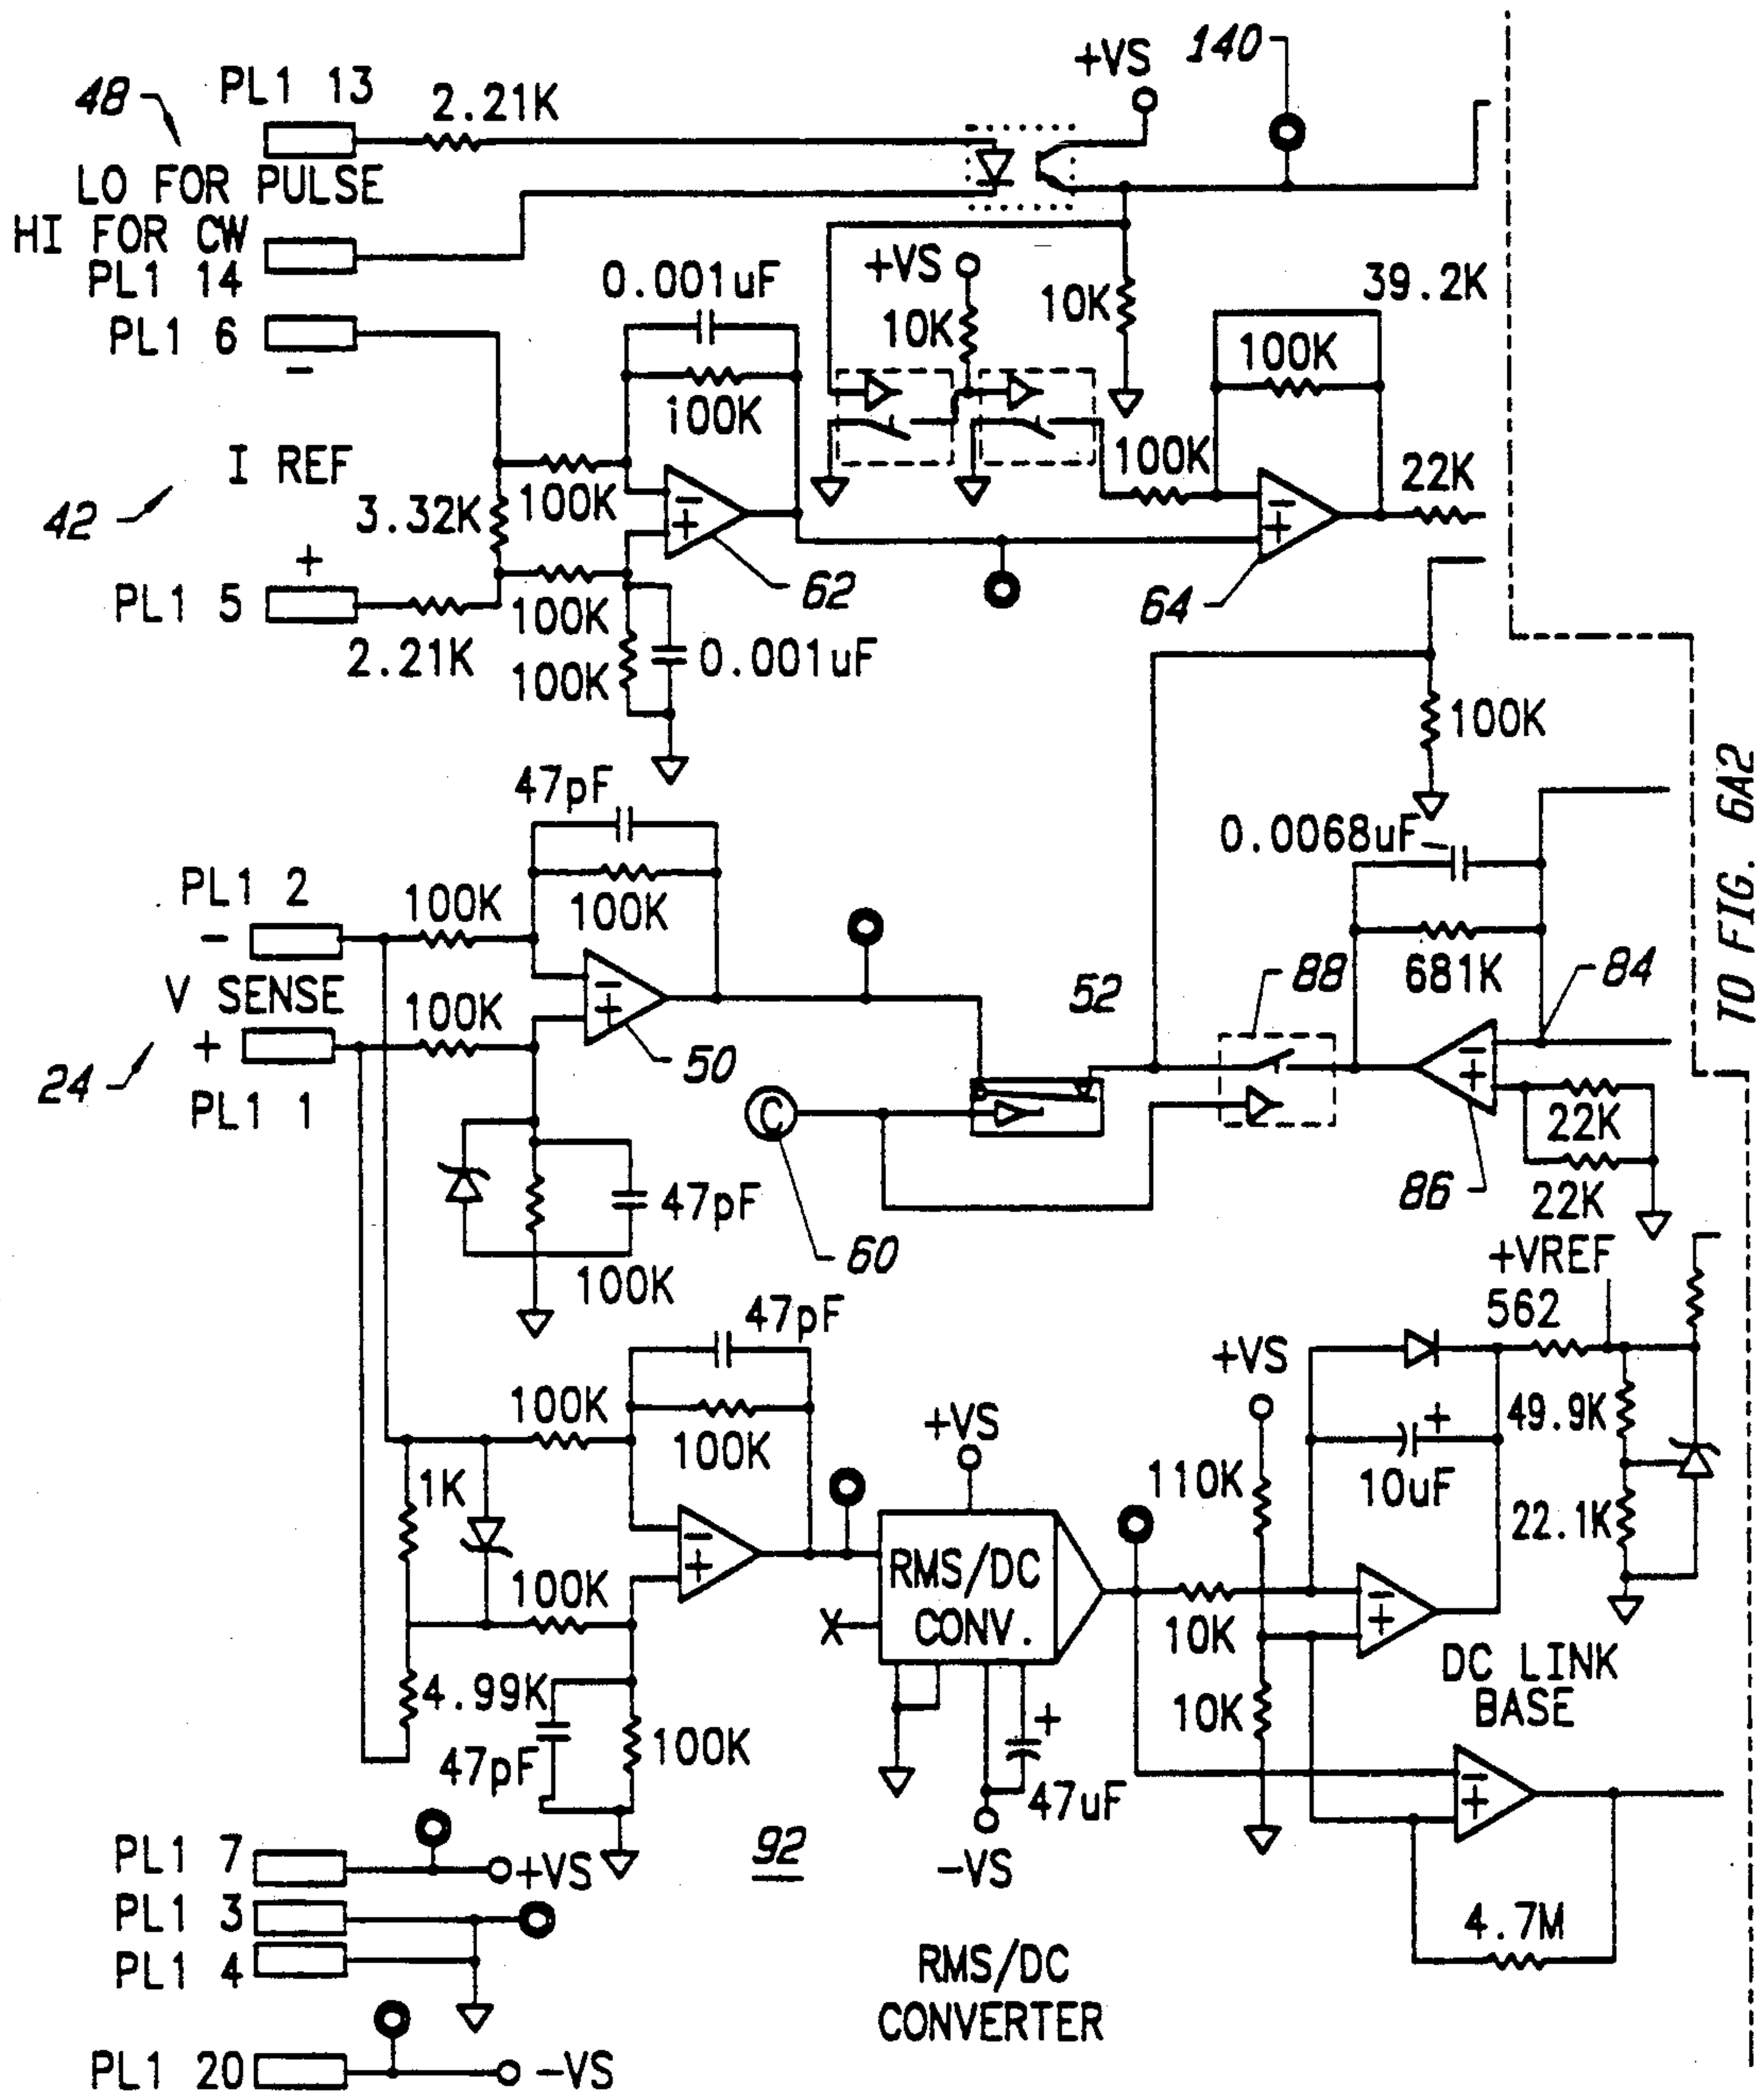 48
PL1 13
2.21K
+VS
140
LO FOR PULSE
HI FOR CW
PL1 14
PL1 6
-
0.001uF
100K
+VS
10K
10K
39.2K
100K
I REF
42
3.32K
100K
-
+
62
100K
-
+
64
22K
+
PL1 5
2.21K
100K
100K
0.001uF
100K
47pF
100K
PL1 2
-
100K
V SENSE
+
PL1 1
24
100K
-
+
50
52
88
0.0068uF
681K
84
-
+
86
22K
22K
TO FIG. 6A2
C
60
47pF
100K
+VREF
562
47pF
100K
100K
1K
100K
-
+
4.99K
47pF
100K
+VS
RMS/DC
CONV.
X
+
47uF
-VS
+VS
110K
10K
10K
+
10uF
49.9K
22.1K
-
+
DC LINK
BASE
-
+
4.7M
92
PL1 7
+VS
PL1 3
PL1 4
RMS/DC
CONVERTER
PL1 20
-VS